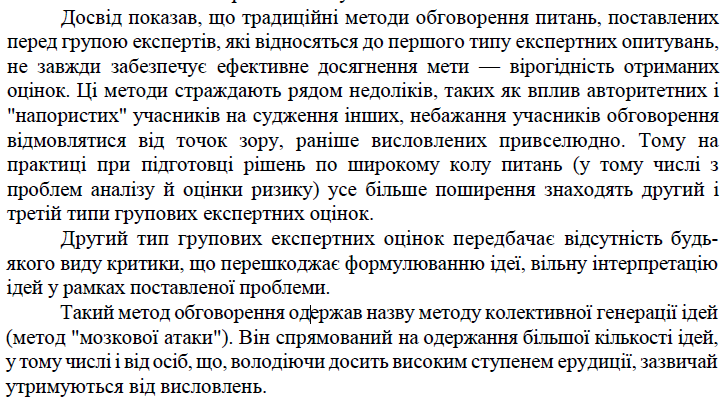 Досвід показав, що традиційні методи обговорення питань, поставлених
перед групою експертів, які відносяться до першого типу експертних опитувань,
не завжди забезпечує ефективне досягнення мети — вірогідність отриманих
оцінок. Ці методи страждають рядом недоліків, таких як вплив авторитетних і
"напористих" учасників на судження інших, небажання учасників обговорення
відмовлятися від точок зору, раніше висловлених привселюдно. Тому на
практиці при підготовці рішень по широкому колу питань (у тому числі з
проблем аналізу й оцінки ризику) усе більше поширення знаходять другий і
третій типи групових експертних оцінок.
Другий тип групових експертних оцінок передбачає відсутність будь-
якого виду критики, що перешкоджає формулюванню ідеї, вільну інтерпретацію
ідей у рамках поставленої проблеми.
Такий метод обговорення одержав назву методу колективної генерації ідей
(метод "мозкової атаки"). Він спрямований на одержання більшої кількості ідей,
у тому числі і від осіб, що, володіючи досить високим ступенем ерудиції, зазвичай
утримуються від висловлень.